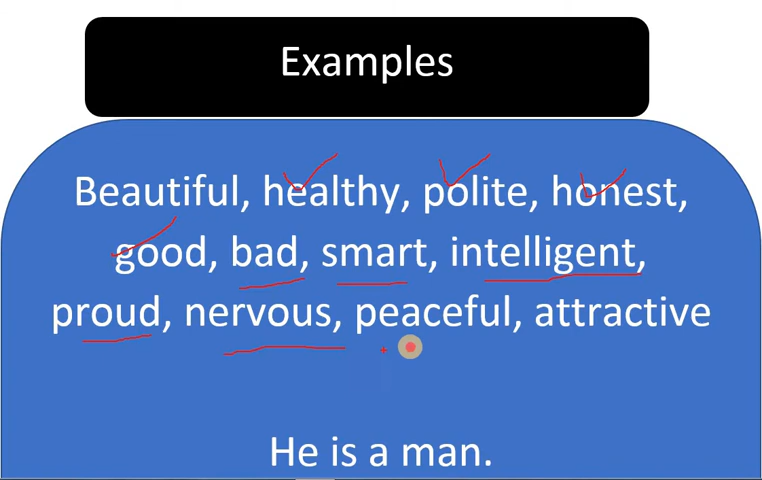 Examples
Beautiful, healthy, polite, honest,
good, bad, smart, intelligent,
proud, nervous, peaceful, attractive
He is a man.